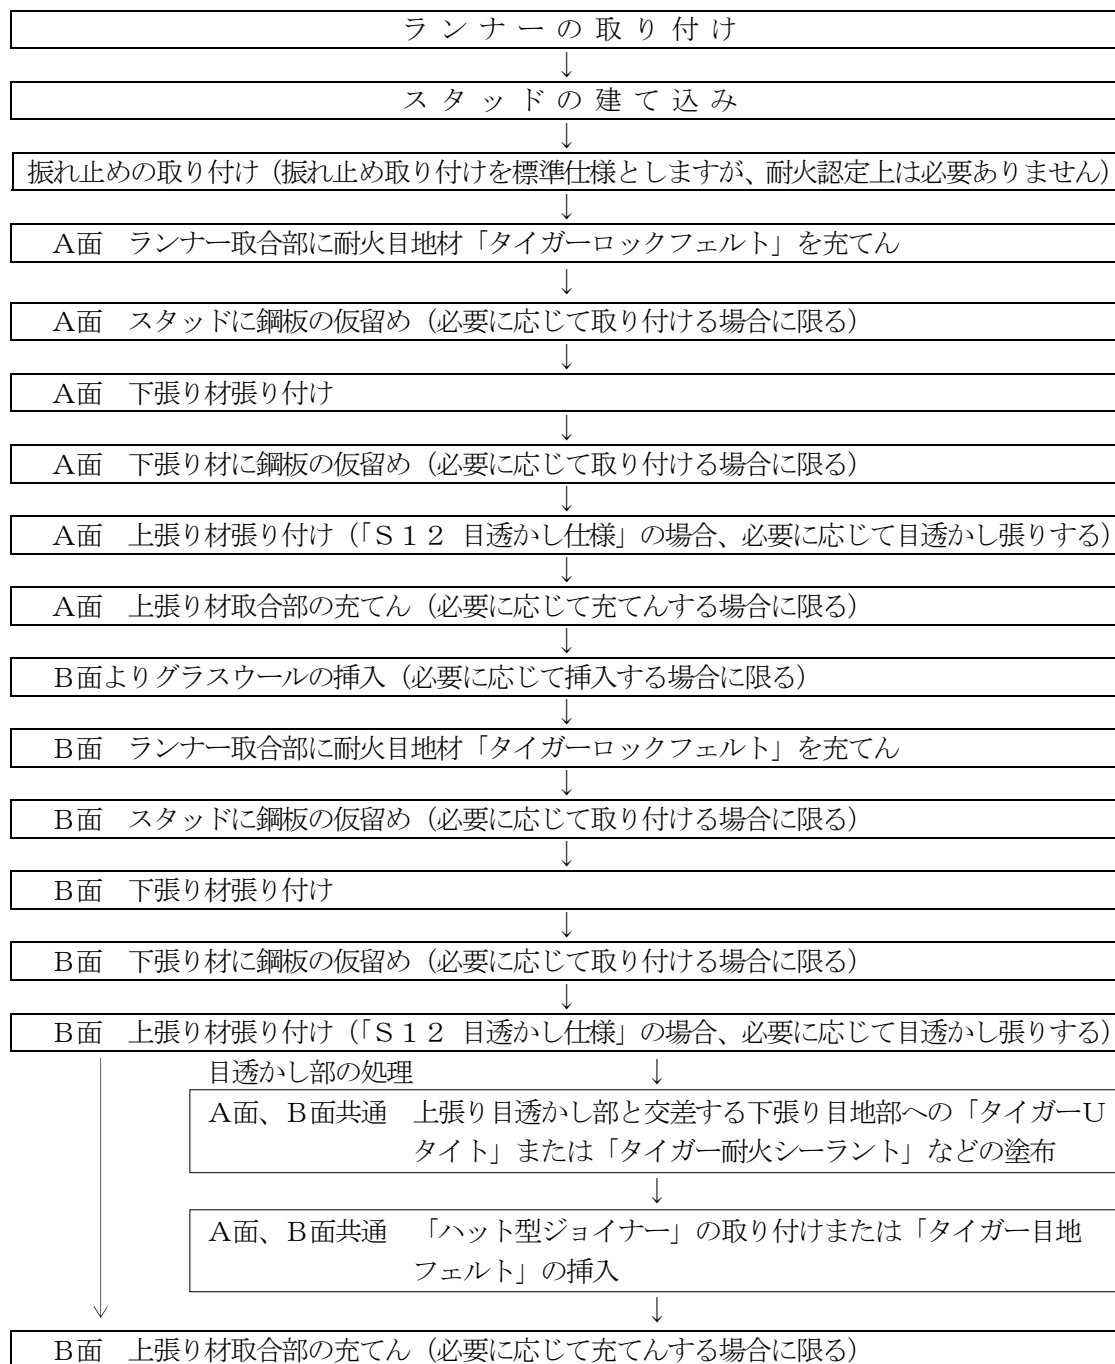 ランナーの取り付け
↓
スタッドの建て込み
↓
振れ止めの取り付け（振れ止め取り付けを標準仕様としますが、耐火認定上は必要ありません）
↓
Ａ面　ランナー取合部に耐火目地材「タイガーロックフェルト」を充てん
↓
Ａ面　スタッドに鋼板の仮留め（必要に応じて取り付ける場合に限る）
↓
Ａ面　下張り材張り付け
↓
Ａ面　下張り材に鋼板の仮留め（必要に応じて取り付ける場合に限る）
↓
Ａ面　上張り材張り付け（「Ｓ１２ 目透かし仕様」の場合、必要に応じて目透かし張りする）
↓
Ａ面　上張り材取合部の充てん（必要に応じて充てんする場合に限る）
↓
Ｂ面よりグラスウールの挿入（必要に応じて挿入する場合に限る）
↓
Ｂ面　ランナー取合部に耐火目地材「タイガーロックフェルト」を充てん
↓
Ｂ面　スタッドに鋼板の仮留め（必要に応じて取り付ける場合に限る）
↓
Ｂ面　下張り材張り付け
↓
Ｂ面　下張り材に鋼板の仮留め（必要に応じて取り付ける場合に限る）
↓
Ｂ面　上張り材張り付け（「Ｓ１２ 目透かし仕様」の場合、必要に応じて目透かし張りする）
目透かし部の処理　↓
Ａ面、Ｂ面共通　上張り目透かし部と交差する下張り目地部への「タイガーＵ
タイト」または「タイガー耐火シーラント」などの塗布
↓
Ａ面、Ｂ面共通　「ハット型ジョイナー」の取り付けまたは「タイガー目地
フェルト」の挿入
↓
Ｂ面　上張り材取合部の充てん（必要に応じて充てんする場合に限る）